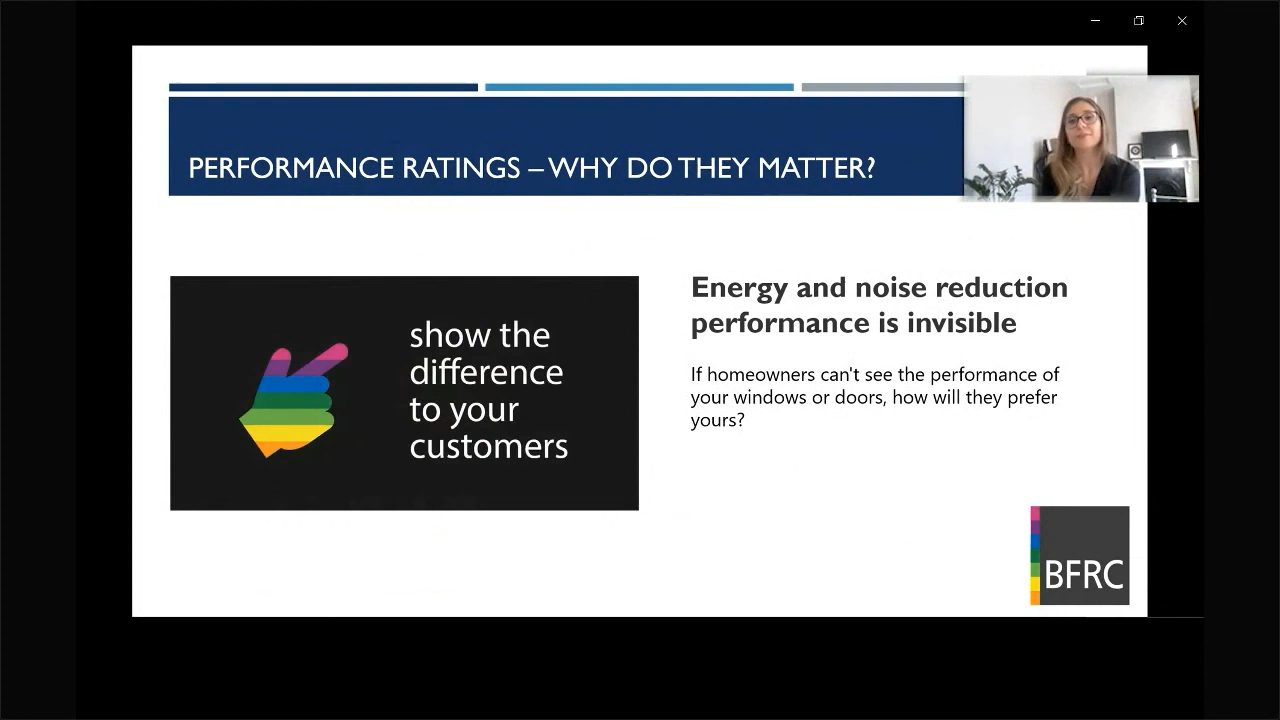 PERFORMANCE RATINGS – WHY DO THEY MATTER?
show the
difference
to your
customers
Energy and noise reduction
performance is invisible
If homeowners can't see the performance of
your windows or doors, how will they prefer
yours?
BFRC